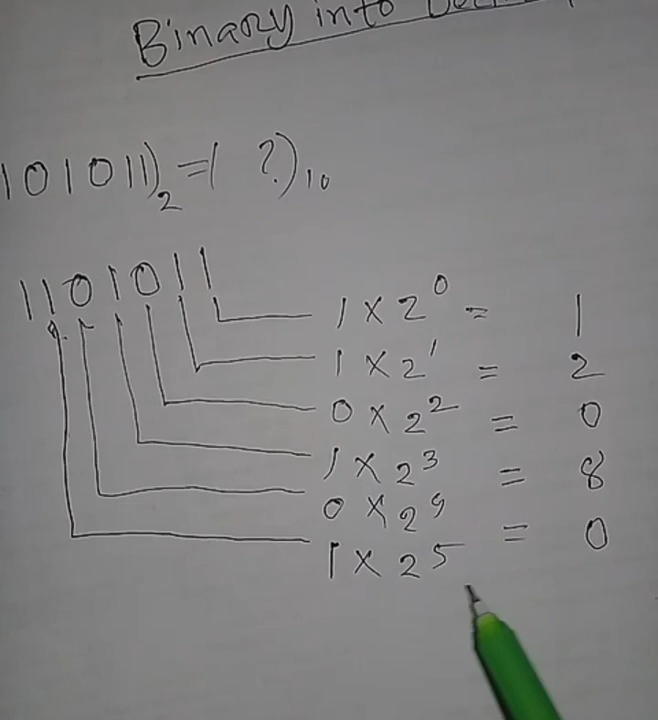 Binary into
101011)₂ = ( ?)₁₀
1101011
1 × 2⁰ = 1
1 × 2¹ = 2
0 × 2² = 0
1 × 2³ = 8
0 × 2⁴ = 0
1 × 2⁵